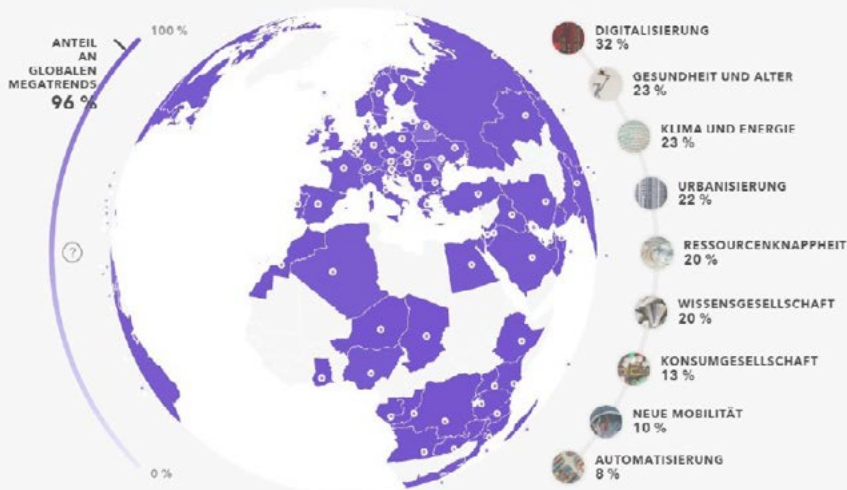 100 %
ANTEIL
AN
GLOBALEN
MEGATRENDS
96 %
?
0 %
DIGITALISIERUNG
32 %
GESUNDHEIT UND ALTER
23 %
KLIMA UND ENERGIE
23 %
URBANISIERUNG
22 %
RESSOURCENKNAPPHEIT
20 %
WISSENSGESELLSCHAFT
20 %
KONSUMGESELLSCHAFT
13 %
NEUE MOBILITÄT
10 %
AUTOMATISIERUNG
8 %